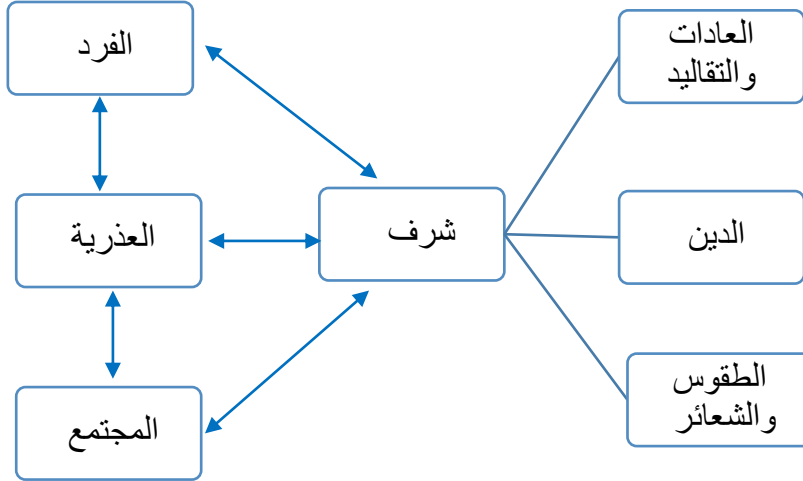 العادات
والتقاليد
الفرد
شرف
العذرية
الدين
الطقوس
والشعائر
المجتمع